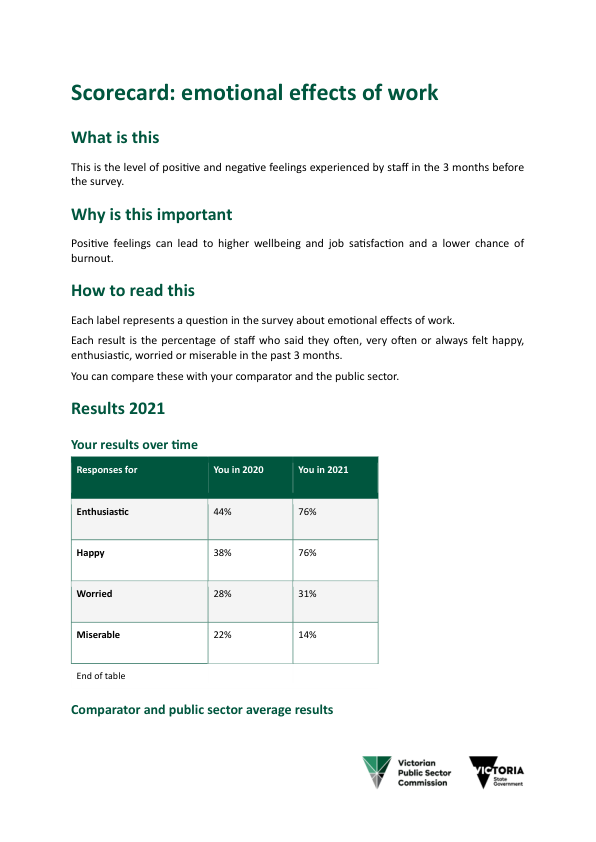 Scorecard: emotional effects of work
What is this
This is the level of positive and negative feelings experienced by staff in the 3 months before
the survey.
Why is this important
Positive feelings can lead to higher wellbeing and job satisfaction and a lower chance of
burnout.
How to read this
Each label represents a question in the survey about emotional effects of work.
Each result is the percentage of staff who said they often, very often or always felt happy,
enthusiastic, worried or miserable in the past 3 months.
You can compare these with your comparator and the public sector.
Results 2021
Your results over time
Responses for You in 2020 You in 2021
Enthusiastic 44% 76%
Happy 38% 76%
Worried 28% 31%
Miserable 22% 14%
End of table
Comparator and public sector average results
Victorian
Public Sector
Commission
VICTORIA
State
Government